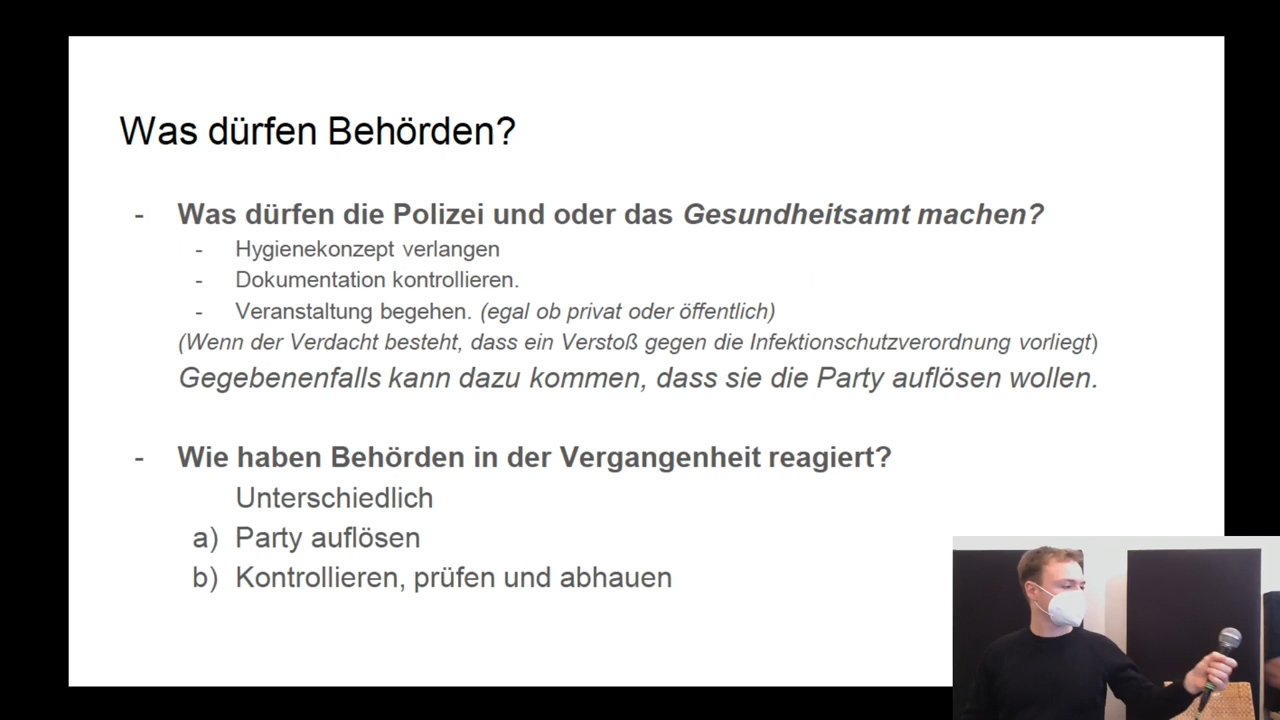 Was dürfen Behörden?
- Was dürfen die Polizei und oder das Gesundheitsamt machen?
- Hygienekonzept verlangen
- Dokumentation kontrollieren.
- Veranstaltung begehen. (egal ob privat oder öffentlich)
(Wenn der Verdacht besteht, dass ein Verstoß gegen die Infektionschutzverordnung vorliegt)
Gegebenenfalls kann dazu kommen, dass sie die Party auflösen wollen.
- Wie haben Behörden in der Vergangenheit reagiert?
Unterschiedlich
a) Party auflösen
b) Kontrollieren, prüfen und abhauen